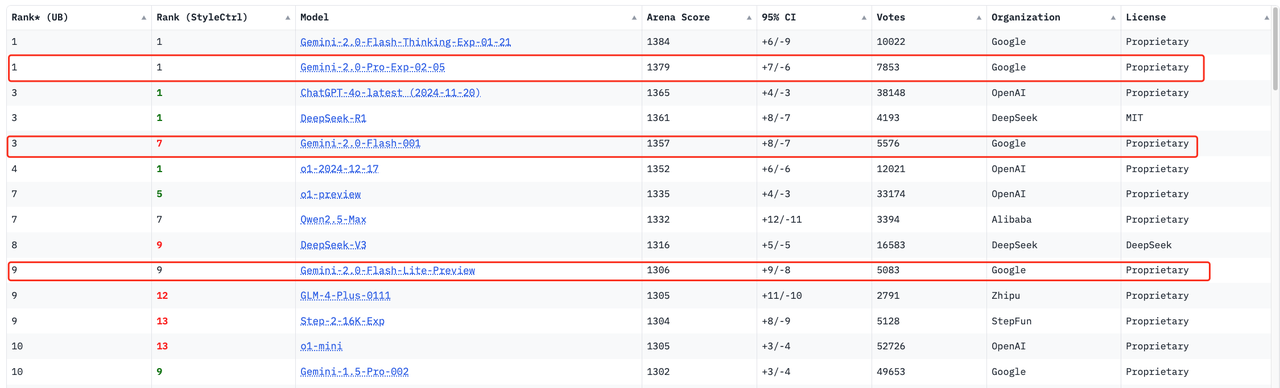 Rank* (UB) Rank (StyleCtrl) Model Arena Score 95% CI Votes Organization License
1 1 Gemini-2.0-Flash-Thinking-Exp-01-21 1384 +6/-9 10022 Google Proprietary
1 1 Gemini-2.0-Pro-Exp-02-05 1379 +7/-6 7853 Google Proprietary
3 1 ChatGPT-4o-latest (2024-11-20) 1365 +4/-3 38148 OpenAI Proprietary
3 1 DeepSeek-R1 1361 +8/-7 4193 DeepSeek MIT
3 7 Gemini-2.0-Flash-001 1357 +8/-7 5576 Google Proprietary
4 1 o1-2024-12-17 1352 +6/-6 12021 OpenAI Proprietary
7 5 o1-preview 1335 +4/-3 33174 OpenAI Proprietary
7 7 Qwen2.5-Max 1332 +12/-11 3394 Alibaba Proprietary
8 9 DeepSeek-V3 1316 +5/-5 16583 DeepSeek DeepSeek
9 9 Gemini-2.0-Flash-Lite-Preview 1306 +9/-8 5083 Google Proprietary
9 12 GLM-4-Plus-0111 1305 +11/-10 2791 Zhipu Proprietary
9 13 Step-2-16K-Exp 1304 +8/-9 5128 StepFun Proprietary
10 13 o1-mini 1305 +3/-4 52726 OpenAI Proprietary
10 9 Gemini-1.5-Pro-002 1302 +3/-4 49653 Google Proprietary